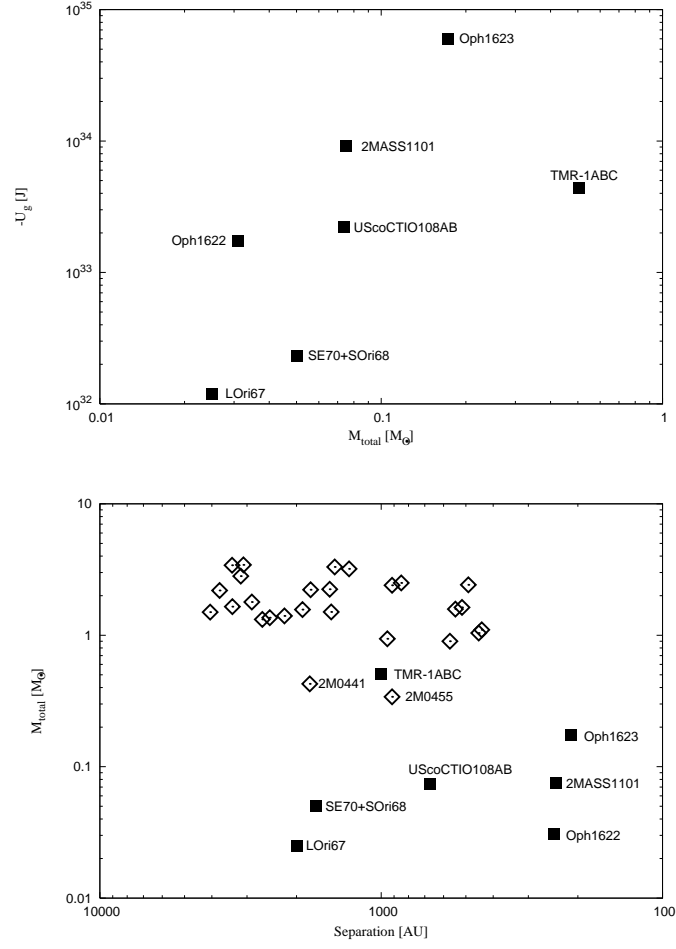 10^35
Oph1623
10^34
2MASS1101
TMR-1ABC
-U_g [J]
USco​CTIO108AB
Oph1622
10^33
SE70+SOri68
LOri67
10^32
0.01
0.1
1
M_total [M_⊙]
10
1
2M0441
TMR-1ABC
2M0455
M_total [M_⊙]
Oph1623
UScoCTIO108AB
0.1
2MASS1101
SE70+SOri68
Oph1622
LOri67
0.01
10000
1000
100
Separation [AU]